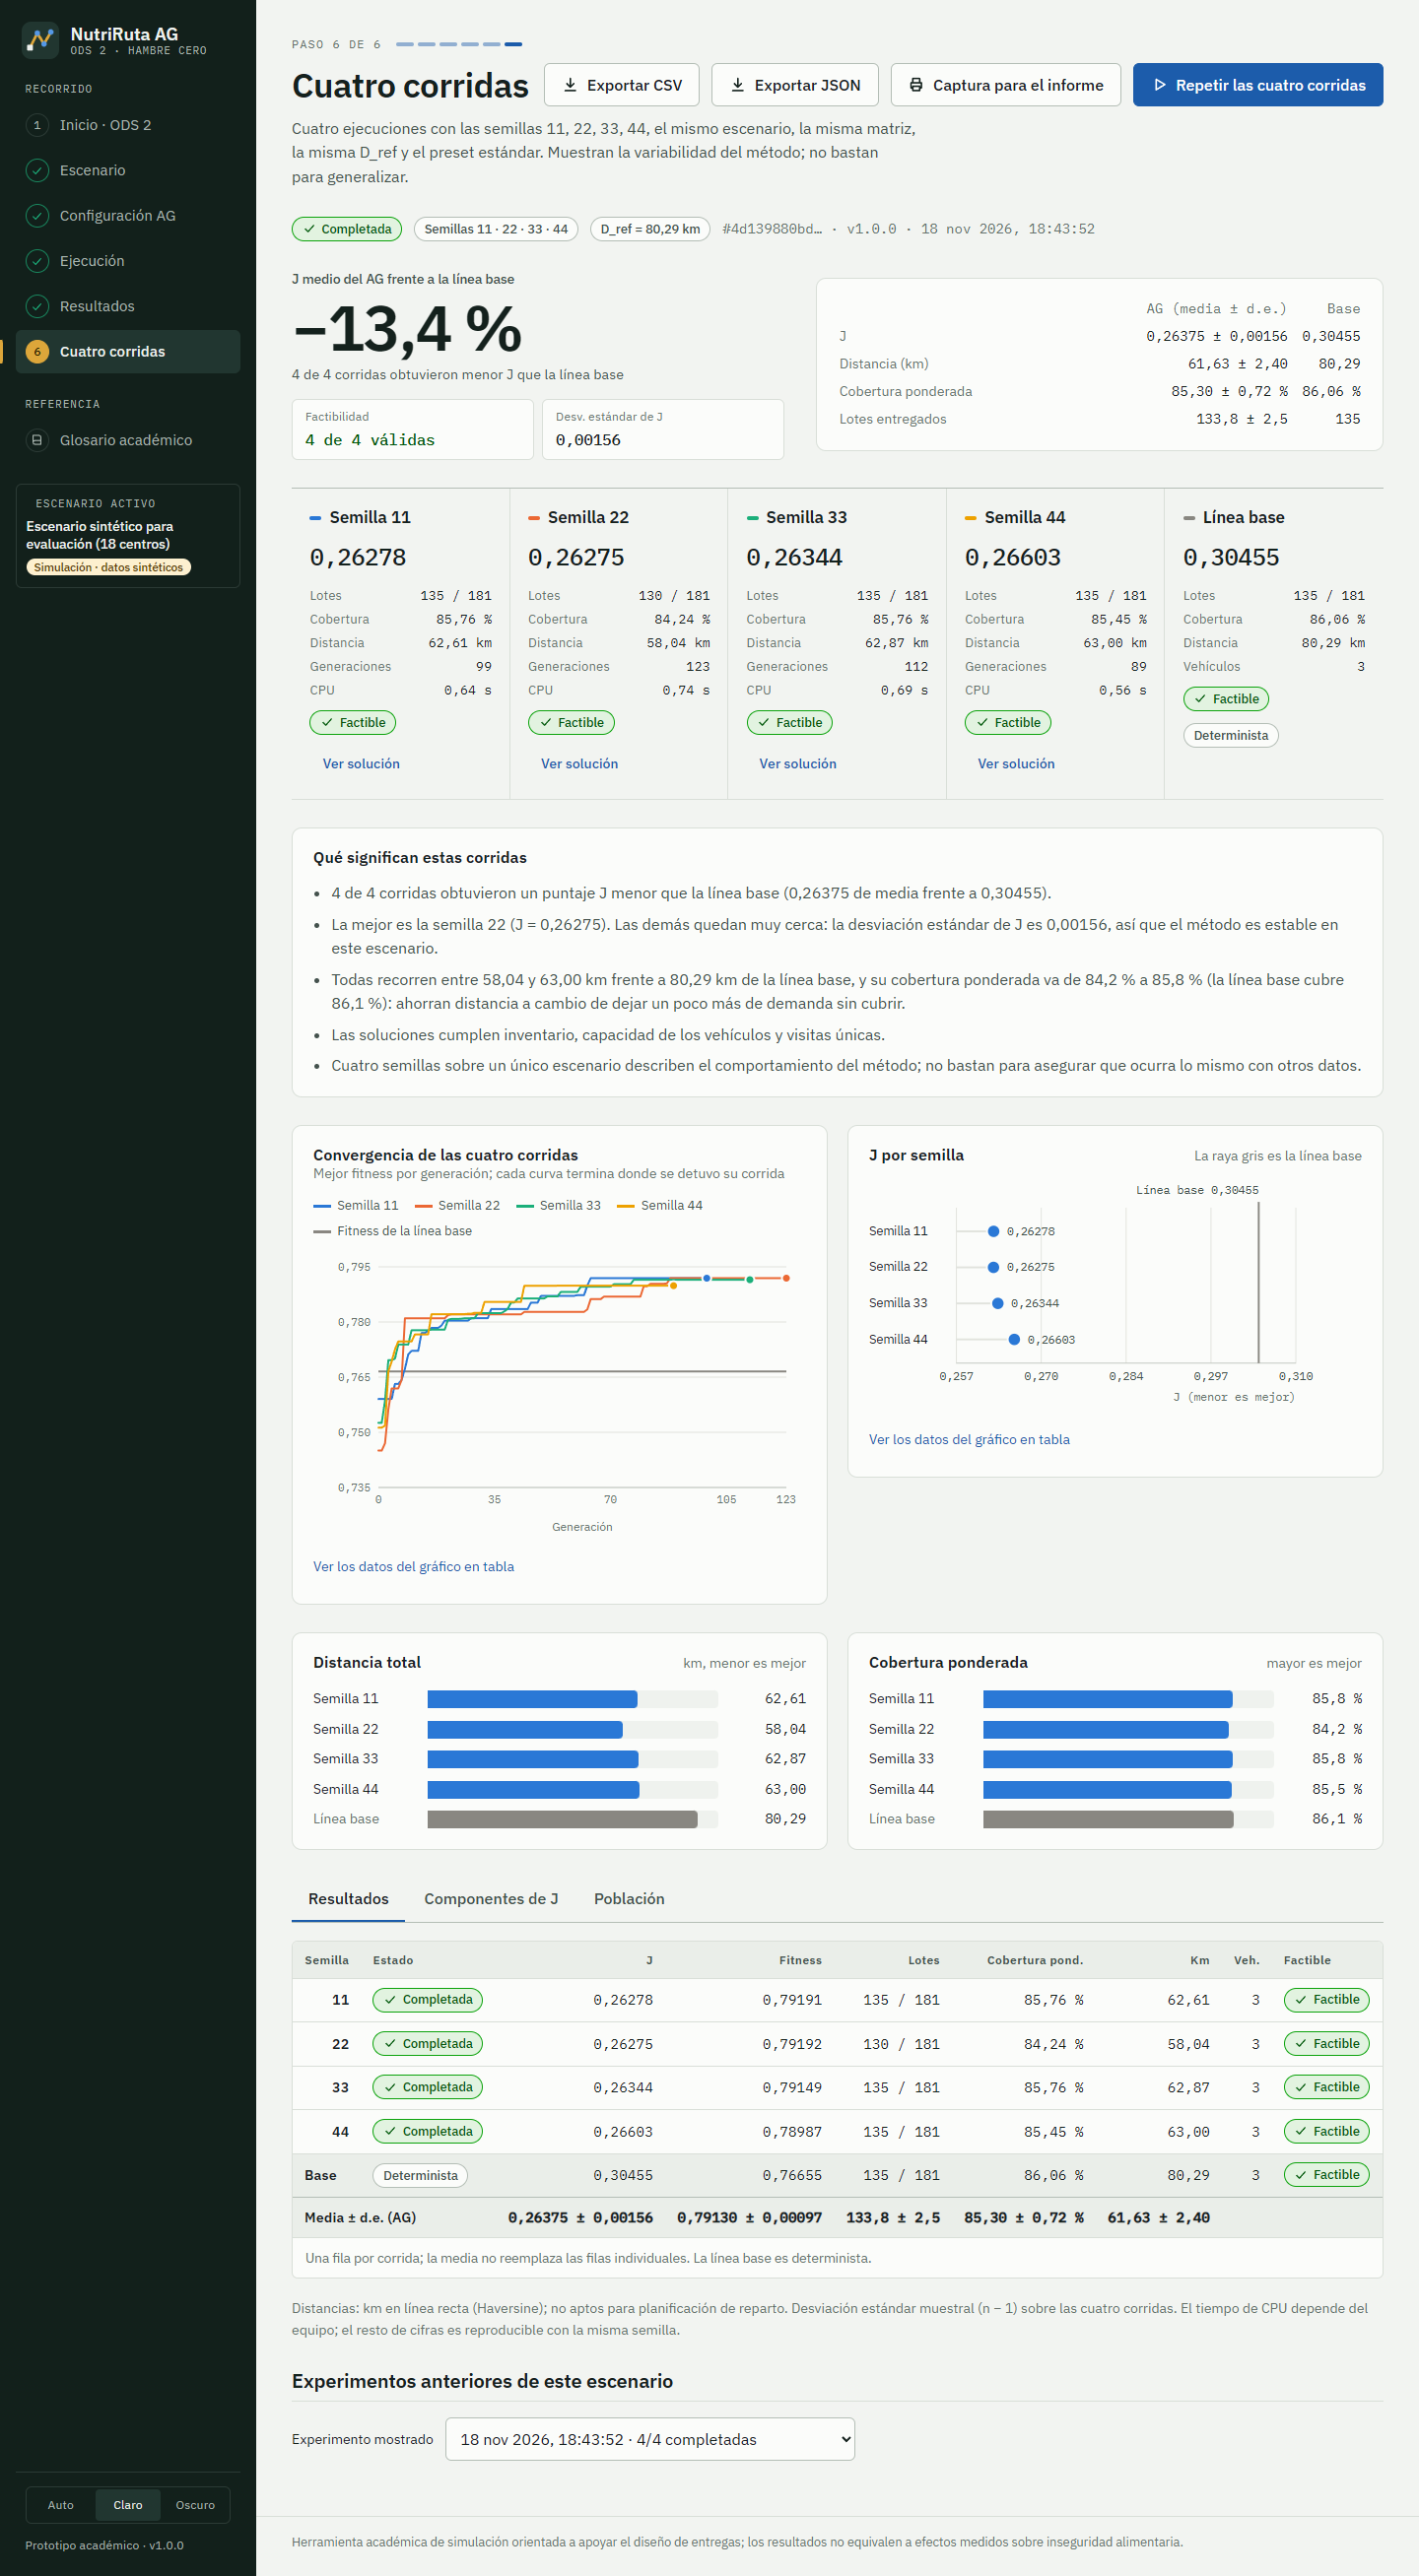 NutriRuta AG
ODS 2 · HAMBRE CERO
RECORRIDO
1 Inicio · ODS 2
Escenario
Configuración AG
Ejecución
Resultados
6 Cuatro corridas
REFERENCIA
Glosario académico
ESCENARIO ACTIVO
Escenario sintético para
evaluación (18 centros)
Simulación · datos sintéticos
Auto Claro Oscuro
Prototipo académico · v1.0.0
PASO 6 DE 6
Cuatro corridas
Exportar CSV Exportar JSON Captura para el informe Repetir las cuatro corridas
Cuatro ejecuciones con las semillas 11, 22, 33, 44, el mismo escenario, la misma matriz,
la misma D_ref y el preset estándar. Muestran la variabilidad del método; no bastan
para generalizar.
Completada Semillas 11 · 22 · 33 · 44 D_ref = 80,29 km #4d139880bd… · v1.0.0 · 18 nov 2026, 18:43:52
J medio del AG frente a la línea base
−13,4 %
4 de 4 corridas obtuvieron menor J que la línea base
Factibilidad
4 de 4 válidas
Desv. estándar de J
0,00156
AG (media ± d.e.) Base
J 0,26375 ± 0,00156 0,30455
Distancia (km) 61,63 ± 2,40 80,29
Cobertura ponderada 85,30 ± 0,72 % 86,06 %
Lotes entregados 133,8 ± 2,5 135
Semilla 11
0,26278
Lotes 135 / 181
Cobertura 85,76 %
Distancia 62,61 km
Generaciones 99
CPU 0,64 s
Factible
Ver solución
Semilla 22
0,26275
Lotes 130 / 181
Cobertura 84,24 %
Distancia 58,04 km
Generaciones 123
CPU 0,74 s
Factible
Ver solución
Semilla 33
0,26344
Lotes 135 / 181
Cobertura 85,76 %
Distancia 62,87 km
Generaciones 112
CPU 0,69 s
Factible
Ver solución
Semilla 44
0,26603
Lotes 135 / 181
Cobertura 85,45 %
Distancia 63,00 km
Generaciones 89
CPU 0,56 s
Factible
Ver solución
Línea base
0,30455
Lotes 135 / 181
Cobertura 86,06 %
Distancia 80,29 km
Vehículos 3
Factible
Determinista
Qué significan estas corridas
• 4 de 4 corridas obtuvieron un puntaje J menor que la línea base (0,26375 de media frente a 0,30455).
• La mejor es la semilla 22 (J = 0,26275). Las demás quedan muy cerca: la desviación estándar de J es 0,00156, así que el método es estable en
este escenario.
• Todas recorren entre 58,04 y 63,00 km frente a 80,29 km de la línea base, y su cobertura ponderada va de 84,2 % a 85,8 % (la línea base cubre
86,1 %): ahorran distancia a cambio de dejar un poco más de demanda sin cubrir.
• Las soluciones cumplen inventario, capacidad de los vehículos y visitas únicas.
• Cuatro semillas sobre un único escenario describen el comportamiento del método; no bastan para asegurar que ocurra lo mismo con otros datos.
Convergencia de las cuatro corridas
Mejor fitness por generación; cada curva termina donde se detuvo su corrida
Semilla 11 Semilla 22 Semilla 33 Semilla 44
Fitness de la línea base
0,795
0,780
0,765
0,750
0,735
0 35 70 105 123
Generación
Ver los datos del gráfico en tabla
J por semilla La raya gris es la línea base
Línea base 0,30455
Semilla 11 0,26278
Semilla 22 0,26275
Semilla 33 0,26344
Semilla 44 0,26603
0,257 0,270 0,284 0,297 0,310
J (menor es mejor)
Ver los datos del gráfico en tabla
Distancia total km, menor es mejor
Semilla 11 62,61
Semilla 22 58,04
Semilla 33 62,87
Semilla 44 63,00
Línea base 80,29
Cobertura ponderada mayor es mejor
Semilla 11 85,8 %
Semilla 22 84,2 %
Semilla 33 85,8 %
Semilla 44 85,5 %
Línea base 86,1 %
Resultados Componentes de J Población
Semilla Estado J Fitness Lotes Cobertura pond. Km Veh. Factible
11 Completada 0,26278 0,79191 135 / 181 85,76 % 62,61 3 Factible
22 Completada 0,26275 0,79192 130 / 181 84,24 % 58,04 3 Factible
33 Completada 0,26344 0,79149 135 / 181 85,76 % 62,87 3 Factible
44 Completada 0,26603 0,78987 135 / 181 85,45 % 63,00 3 Factible
Base Determinista 0,30455 0,76655 135 / 181 86,06 % 80,29 3 Factible
Media ± d.e. (AG) 0,26375 ± 0,00156 0,79130 ± 0,00097 133,8 ± 2,5 85,30 ± 0,72 % 61,63 ± 2,40
Una fila por corrida; la media no reemplaza las filas individuales. La línea base es determinista.
Distancias: km en línea recta (Haversine); no aptos para planificación de reparto. Desviación estándar muestral (n − 1) sobre las cuatro corridas. El tiempo de CPU depende del
equipo; el resto de cifras es reproducible con la misma semilla.
Experimentos anteriores de este escenario
Experimento mostrado 18 nov 2026, 18:43:52 · 4/4 completadas
Herramienta académica de simulación orientada a apoyar el diseño de entregas; los resultados no equivalen a efectos medidos sobre inseguridad alimentaria.